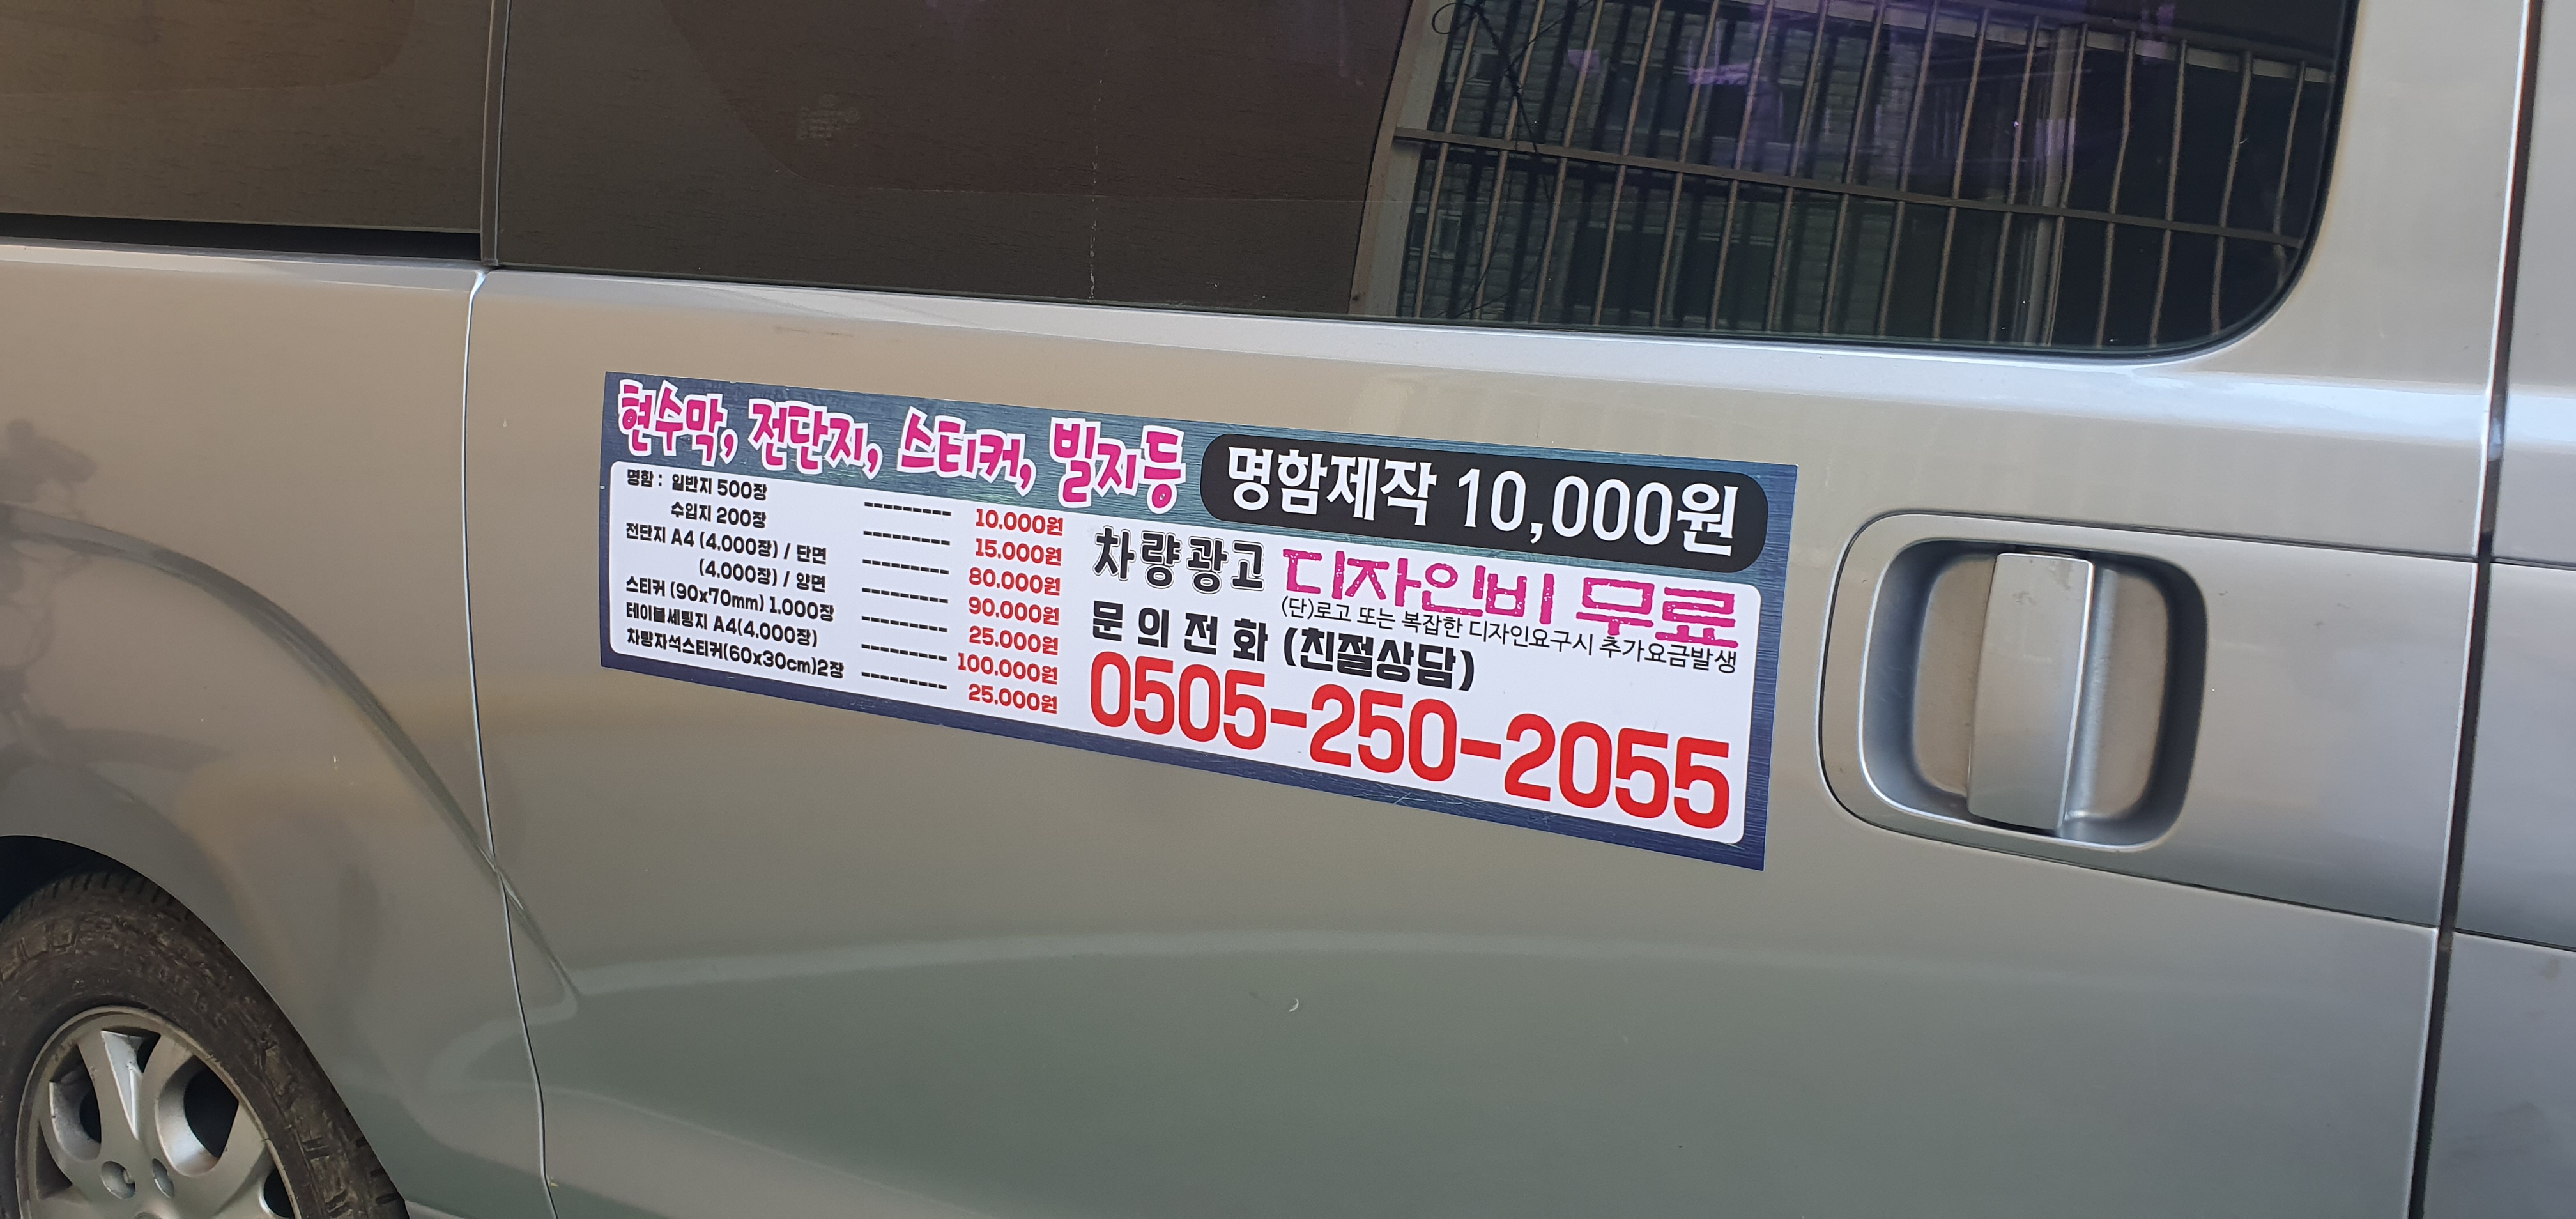 현수막, 전단지, 스티커, 빌지등
명함제작 10,000원
명함 : 일반지 500장 --------- 10.000원
수입지 200장 --------- 15.000원
전단지 A4 (4.000장) / 단면 --------- 80.000원
(4.000장) / 양면 --------- 90.000원
스티커 (90x70mm) 1.000장 --------- 25.000원
테이블세팅지 A4(4.000장) --------- 100.000원
차량자석스티커(60x30cm)2장 --------- 25.000원
차량광고 디자인비 무료
(단)로고 또는 복잡한 디자인요구시 추가요금발생
문의전화 (친절상담)
0505-250-2055